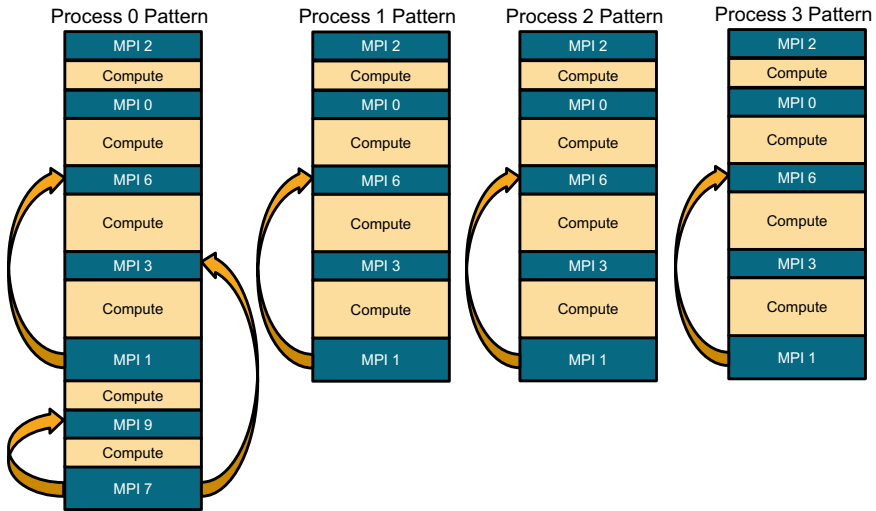 Process 0 Pattern
MPI 2
Compute
MPI 0
Compute
MPI 6
Compute
MPI 3
Compute
MPI 1
Compute
MPI 9
Compute
MPI 7
Process 1 Pattern
MPI 2
Compute
MPI 0
Compute
MPI 6
Compute
MPI 3
Compute
MPI 1
Process 2 Pattern
MPI 2
Compute
MPI 0
Compute
MPI 6
Compute
MPI 3
Compute
MPI 1
Process 3 Pattern
MPI 2
Compute
MPI 0
Compute
MPI 6
Compute
MPI 3
Compute
MPI 1